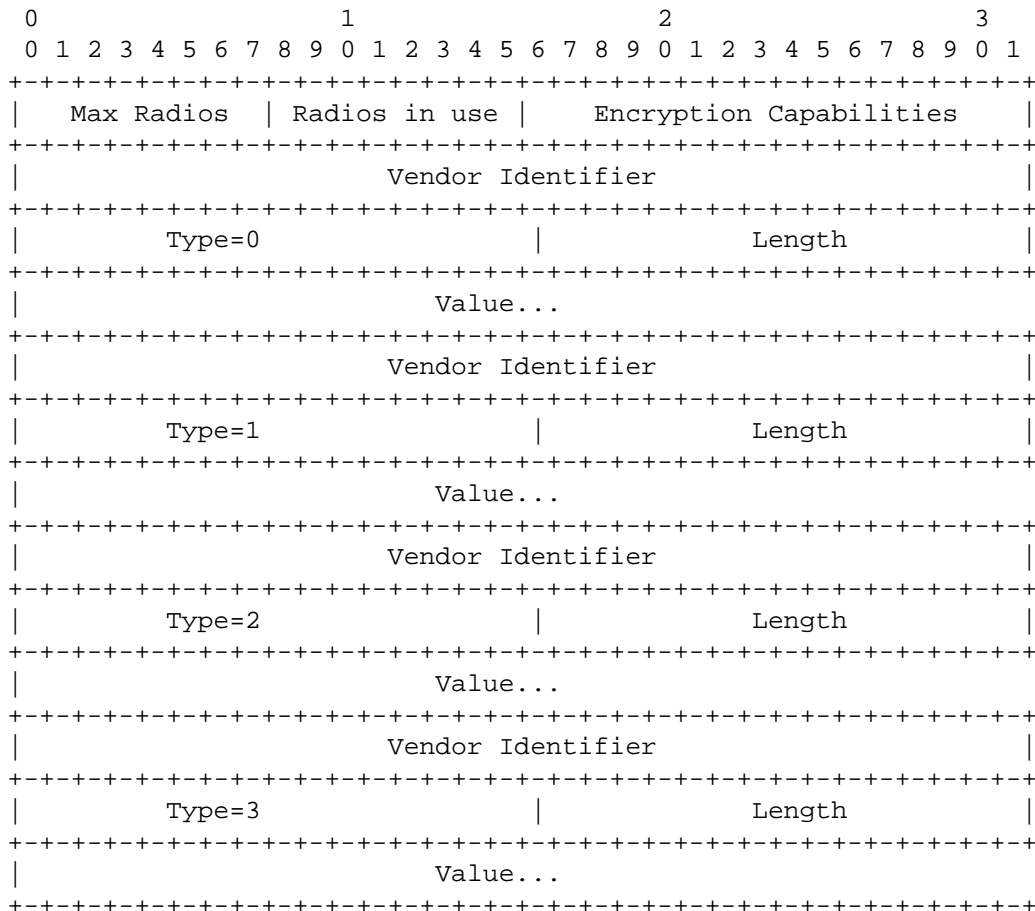 0                   1                   2                   3
 0 1 2 3 4 5 6 7 8 9 0 1 2 3 4 5 6 7 8 9 0 1 2 3 4 5 6 7 8 9 0 1
+-+-+-+-+-+-+-+-+-+-+-+-+-+-+-+-+-+-+-+-+-+-+-+-+-+-+-+-+-+-+-+-+
|   Max Radios  | Radios in use |    Encryption Capabilities    |
+-+-+-+-+-+-+-+-+-+-+-+-+-+-+-+-+-+-+-+-+-+-+-+-+-+-+-+-+-+-+-+-+
|                       Vendor Identifier                       |
+-+-+-+-+-+-+-+-+-+-+-+-+-+-+-+-+-+-+-+-+-+-+-+-+-+-+-+-+-+-+-+-+
|         Type=0                 |             Length           |
+-+-+-+-+-+-+-+-+-+-+-+-+-+-+-+-+-+-+-+-+-+-+-+-+-+-+-+-+-+-+-+-+
|                          Value...
+-+-+-+-+-+-+-+-+-+-+-+-+-+-+-+-+-+-+-+-+-+-+-+-+-+-+-+-+-+-+-+-+
|                       Vendor Identifier                       |
+-+-+-+-+-+-+-+-+-+-+-+-+-+-+-+-+-+-+-+-+-+-+-+-+-+-+-+-+-+-+-+-+
|         Type=1                 |             Length           |
+-+-+-+-+-+-+-+-+-+-+-+-+-+-+-+-+-+-+-+-+-+-+-+-+-+-+-+-+-+-+-+-+
|                          Value...
+-+-+-+-+-+-+-+-+-+-+-+-+-+-+-+-+-+-+-+-+-+-+-+-+-+-+-+-+-+-+-+-+
|                       Vendor Identifier                       |
+-+-+-+-+-+-+-+-+-+-+-+-+-+-+-+-+-+-+-+-+-+-+-+-+-+-+-+-+-+-+-+-+
|         Type=2                 |             Length           |
+-+-+-+-+-+-+-+-+-+-+-+-+-+-+-+-+-+-+-+-+-+-+-+-+-+-+-+-+-+-+-+-+
|                          Value...
+-+-+-+-+-+-+-+-+-+-+-+-+-+-+-+-+-+-+-+-+-+-+-+-+-+-+-+-+-+-+-+-+
|                       Vendor Identifier                       |
+-+-+-+-+-+-+-+-+-+-+-+-+-+-+-+-+-+-+-+-+-+-+-+-+-+-+-+-+-+-+-+-+
|         Type=3                 |             Length           |
+-+-+-+-+-+-+-+-+-+-+-+-+-+-+-+-+-+-+-+-+-+-+-+-+-+-+-+-+-+-+-+-+
|                          Value...
+-+-+-+-+-+-+-+-+-+-+-+-+-+-+-+-+-+-+-+-+-+-+-+-+-+-+-+-+-+-+-+-+